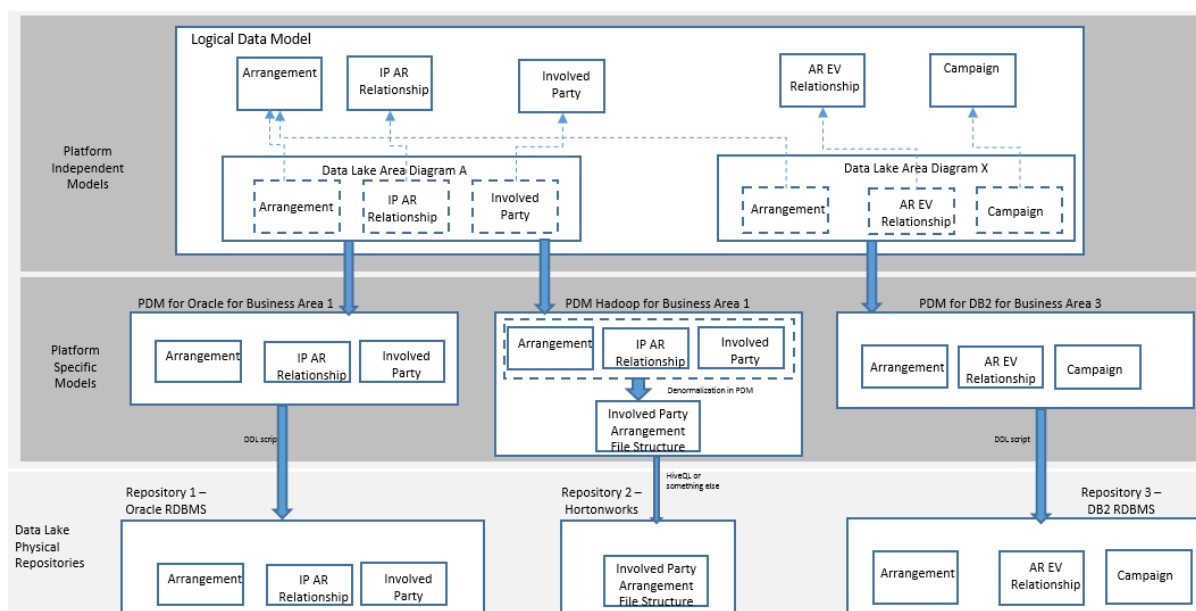 Logical Data Model
Arrangement
IP AR
Relationship
Involved
Party
AR EV
Relationship
Campaign
Platform
Independent
Models
Data Lake Area Diagram A
Arrangement
IP AR
Relationship
Involved
Party
Data Lake Area Diagram X
Arrangement
AR EV
Relationship
Campaign
Platform
Specific
Models
PDM for Oracle for Business Area 1
Arrangement
IP AR
Relationship
Involved
Party
DDL scrip
PDM Hadoop for Business Area 1
Arrangement
IP AR
Relationship
Involved
Party
Denormalization in PDM
Involved Party
Arrangement
File Structure
HiveQL or
something else
PDM for DB2 for Business Area 3
Arrangement
AR EV
Relationship
Campaign
DDL script
Data Lake
Physical
Repositories
Repository 1 –
Oracle RDBMS
Arrangement
IP AR
Relationship
Involved
Party
Repository 2 –
Hortonworks
Involved Party
Arrangement
File Structure
Repository 3 –
DB2 RDBMS
Arrangement
AR EV
Relationship
Campaign